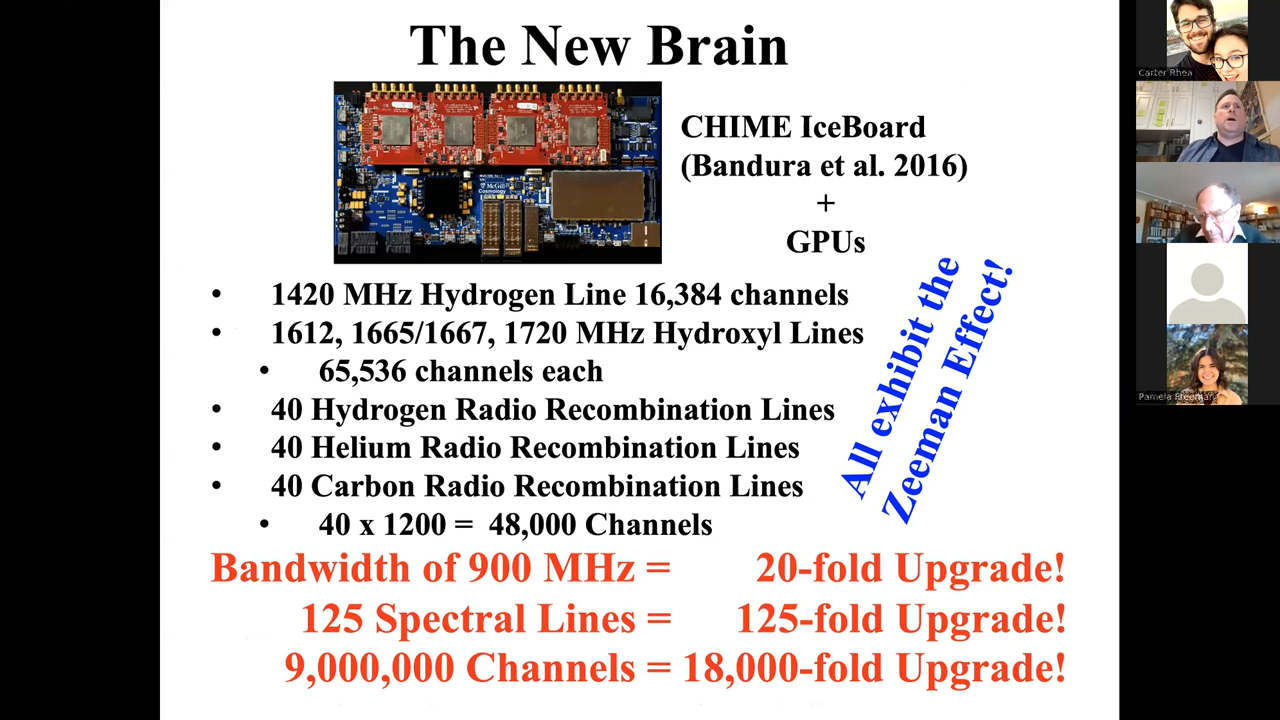 The New Brain
McGill
Cosmology
CHIME IceBoard
(Bandura et al. 2016)
+
GPUs
• 1420 MHz Hydrogen Line 16,384 channels
• 1612, 1665/1667, 1720 MHz Hydroxyl Lines
• 65,536 channels each
• 40 Hydrogen Radio Recombination Lines
• 40 Helium Radio Recombination Lines
• 40 Carbon Radio Recombination Lines
• 40 x 1200 = 48,000 Channels
All exhibit the
Zeeman Effect!
Bandwidth of 900 MHz = 20-fold Upgrade!
125 Spectral Lines = 125-fold Upgrade!
9,000,000 Channels = 18,000-fold Upgrade!
Carter Rhea
Pamela Freeman